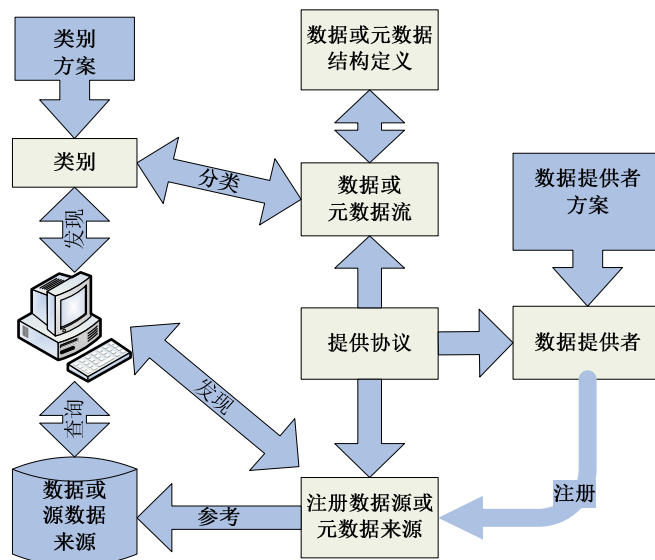 类别
方案
数据或元数据
结构定义
类别
分类
数据或
元数据流
数据提供者
方案
发现
提供协议
数据提供者
发现
查询
数据或
源数据
来源
参考
注册数据源或
元数据来源
注册